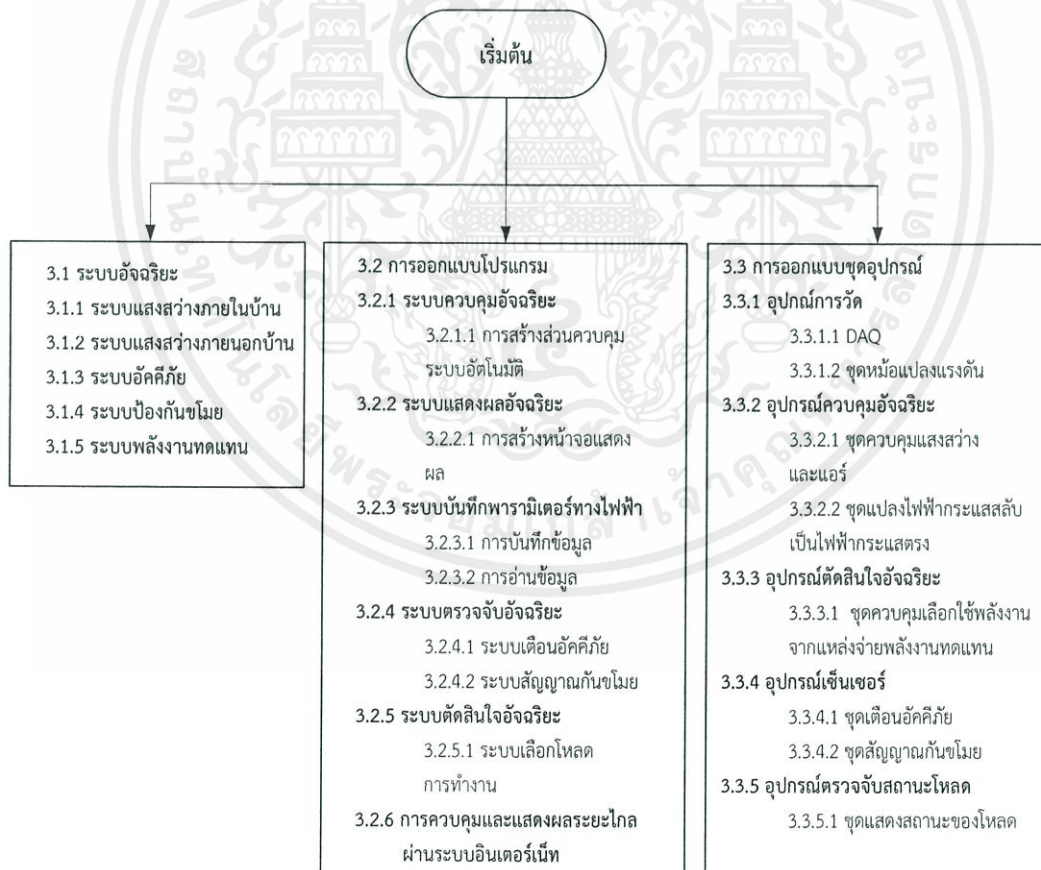 เริ่มต้น
3.1 ระบบอัจฉริยะ
3.1.1 ระบบแสงสว่างภายในบ้าน
3.1.2 ระบบแสงสว่างภายนอกบ้าน
3.1.3 ระบบอัคคีภัย
3.1.4 ระบบป้องกันขโมย
3.1.5 ระบบพลังงานทดแทน
3.2 การออกแบบโปรแกรม
3.2.1 ระบบควบคุมอัจฉริยะ
3.2.1.1 การสร้างส่วนควบคุม
ระบบอัตโนมัติ
3.2.2 ระบบแสดงผลอัจฉริยะ
3.2.2.1 การสร้างหน้าจอแสดง
ผล
3.2.3 ระบบบันทึกพารามิเตอร์ทางไฟฟ้า
3.2.3.1 การบันทึกข้อมูล
3.2.3.2 การอ่านข้อมูล
3.2.4 ระบบตรวจจับอัจฉริยะ
3.2.4.1 ระบบเตือนอัคคีภัย
3.2.4.2 ระบบสัญญาณกันขโมย
3.2.5 ระบบตัดสินใจอัจฉริยะ
3.2.5.1 ระบบเลือกโหลด
การทำงาน
3.2.6 การควบคุมและแสดงผลระยะไกล
ผ่านระบบอินเตอร์เน็ท
3.3 การออกแบบชุดอุปกรณ์
3.3.1 อุปกณ์การวัด
3.3.1.1 DAQ
3.3.1.2 ชุดหม้อแปลงแรงดัน
3.3.2 อุปกรณ์ควบคุมอัจฉริยะ
3.3.2.1 ชุดควบคุมแสงสว่าง
และแอร์
3.3.2.2 ชุดแปลงไฟฟ้ากระแสสลับ
เป็นไฟฟ้ากระแสตรง
3.3.3 อุปกรณ์ตัดสินใจอัจฉริยะ
3.3.3.1 ชุดควบคุมเลือกใช้พลังงาน
จากแหล่งจ่ายพลังงานทดแทน
3.3.4 อุปกรณ์เซ็นเซอร์
3.3.4.1 ชุดเตือนอัคคีภัย
3.3.4.2 ชุดสัญญาณกันขโมย
3.3.5 อุปกรณ์ตรวจจับสถานะโหลด
3.3.5.1 ชุดแสดงสถานะของโหลด